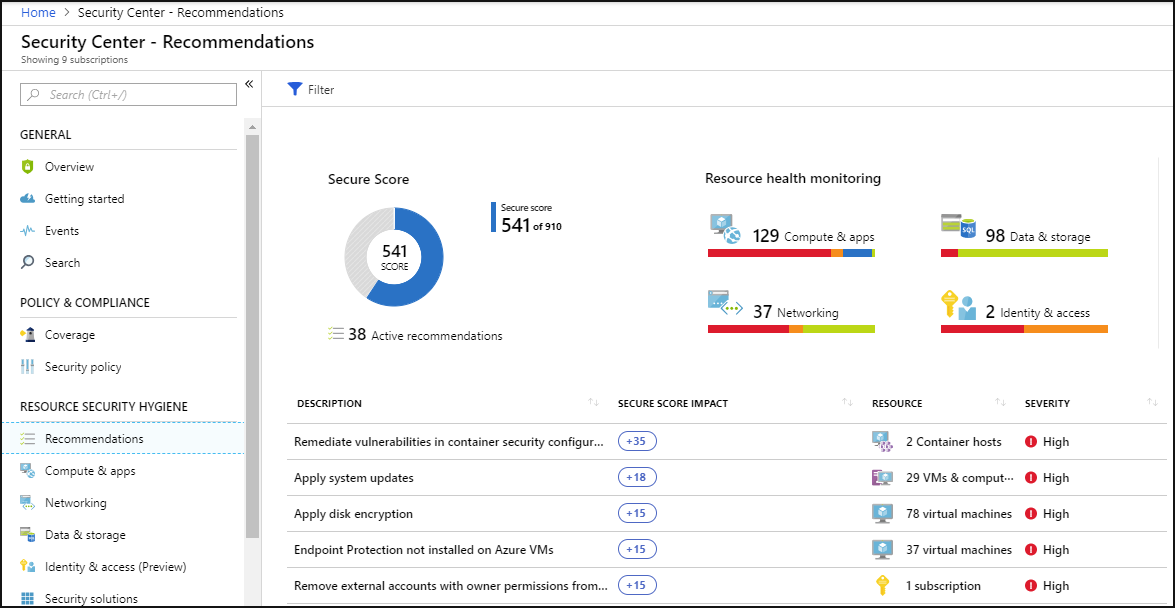 Home > Security Center - Recommendations
Security Center - Recommendations
Showing 9 subscriptions
Search (Ctrl+/)
«
GENERAL
Overview
Getting started
Events
Search
POLICY & COMPLIANCE
Coverage
Security policy
RESOURCE SECURITY HYGIENE
Recommendations
Compute & apps
Networking
Data & storage
Identity & access (Preview)
Security solutions
Filter
Secure Score
541
SCORE
Secure score
541 of 910
38 Active recommendations
Resource health monitoring
129 Compute & apps
SQL
98 Data & storage
37 Networking
2 Identity & access
DESCRIPTION ↑↓ SECURE SCORE IMPACT ↑↓ RESOURCE ↑↓ SEVERITY ↑↓
Remediate vulnerabilities in container security configur... +35 2 Container hosts High
Apply system updates +18 29 VMs & comput··· High
Apply disk encryption +15 78 virtual machines High
Endpoint Protection not installed on Azure VMs +15 37 virtual machines High
Remove external accounts with owner permissions from... +15 1 subscription High